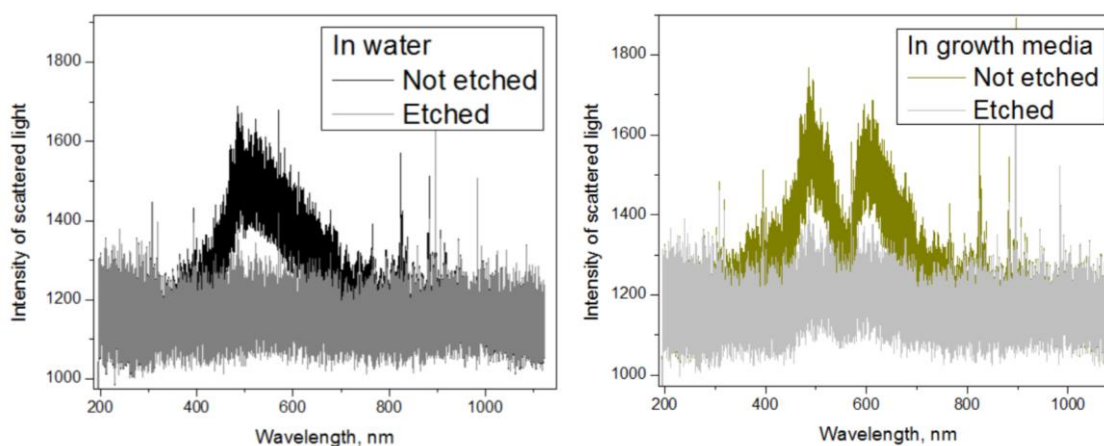 In water
Not etched
Etched
Intensity of scattered light
1800
1600
1400
1200
1000
200
400
600
800
1000
Wavelength, nm
In growth media
Not etched
Etched
Intensity of scattered light
1800
1600
1400
1200
1000
200
400
600
800
1000
Wavelength, nm